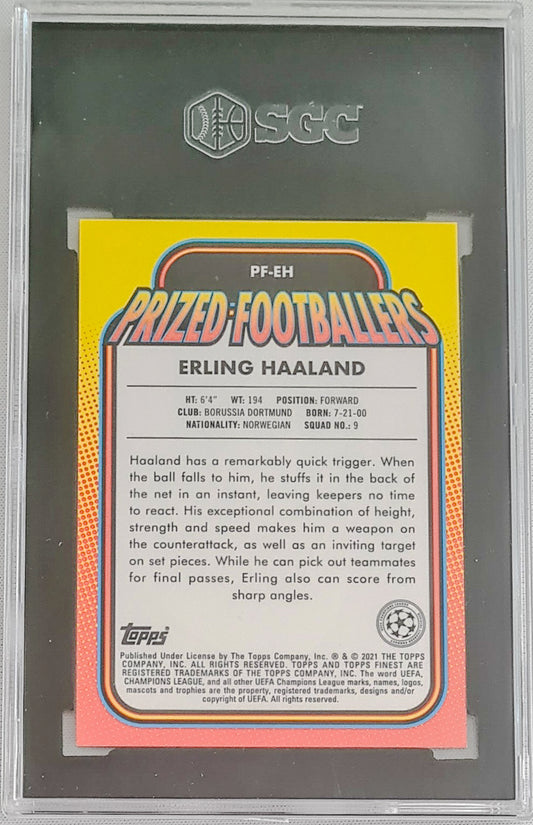 SGC
PF-EH
PRIZED FOOTBALLERS
ERLING HAALAND
HT: 6'4" WT: 194 POSITION: FORWARD
CLUB: BORUSSIA DORTMUND BORN: 7-21-00
NATIONALITY: NORWEGIAN SQUAD NO.: 9
Haaland has a remarkably quick trigger. When
the ball falls to him, he stuffs it in the back of
the net in an instant, leaving keepers no time
to react. His exceptional combination of height,
strength and speed makes him a weapon on
the counterattack, as well as an inviting target
on set pieces. While he can pick out teammates
for final passes, Erling also can score from
sharp angles.
Topps
Published Under License by The Topps Company, Inc. ® & © 2021 THE TOPPS
COMPANY, INC. ALL RIGHTS RESERVED. TOPPS AND TOPPS FINEST ARE
REGISTERED TRADEMARKS OF THE TOPPS COMPANY, INC. The word UEFA,
CHAMPIONS LEAGUE, and all other UEFA Champions League marks, names, logos,
mascots and trophies are the property, registered trademarks, designs and/or
copyright of UEFA. All rights reserved.